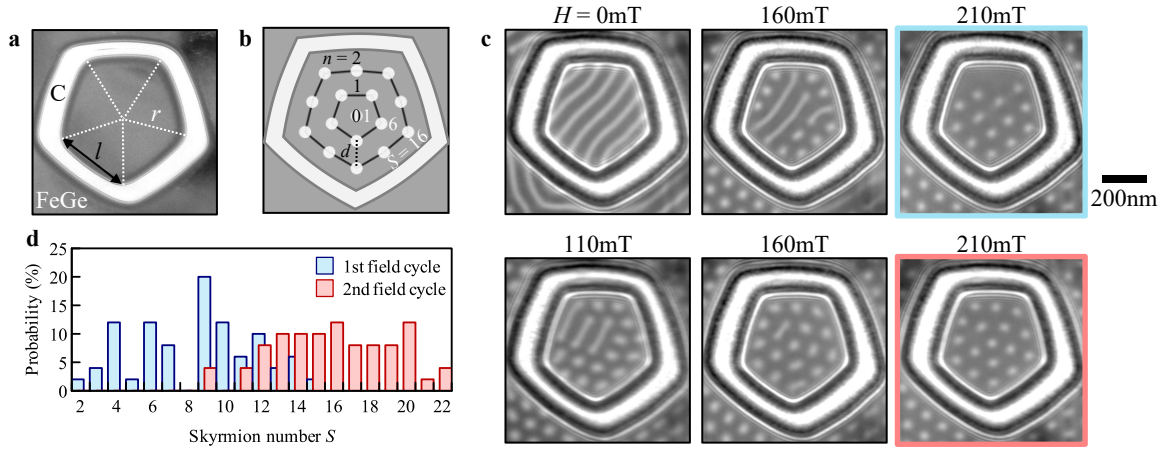 a
C
r
l
FeGe
b
n = 2
1
01
6
d
S = 16
c
H = 0mT
160mT
210mT
200nm
110mT
160mT
210mT
d
25
20
15
10
5
0
Probability (%)
1st field cycle
2nd field cycle
2 4 6 8 10 12 14 16 18 20 22
Skyrmion number S